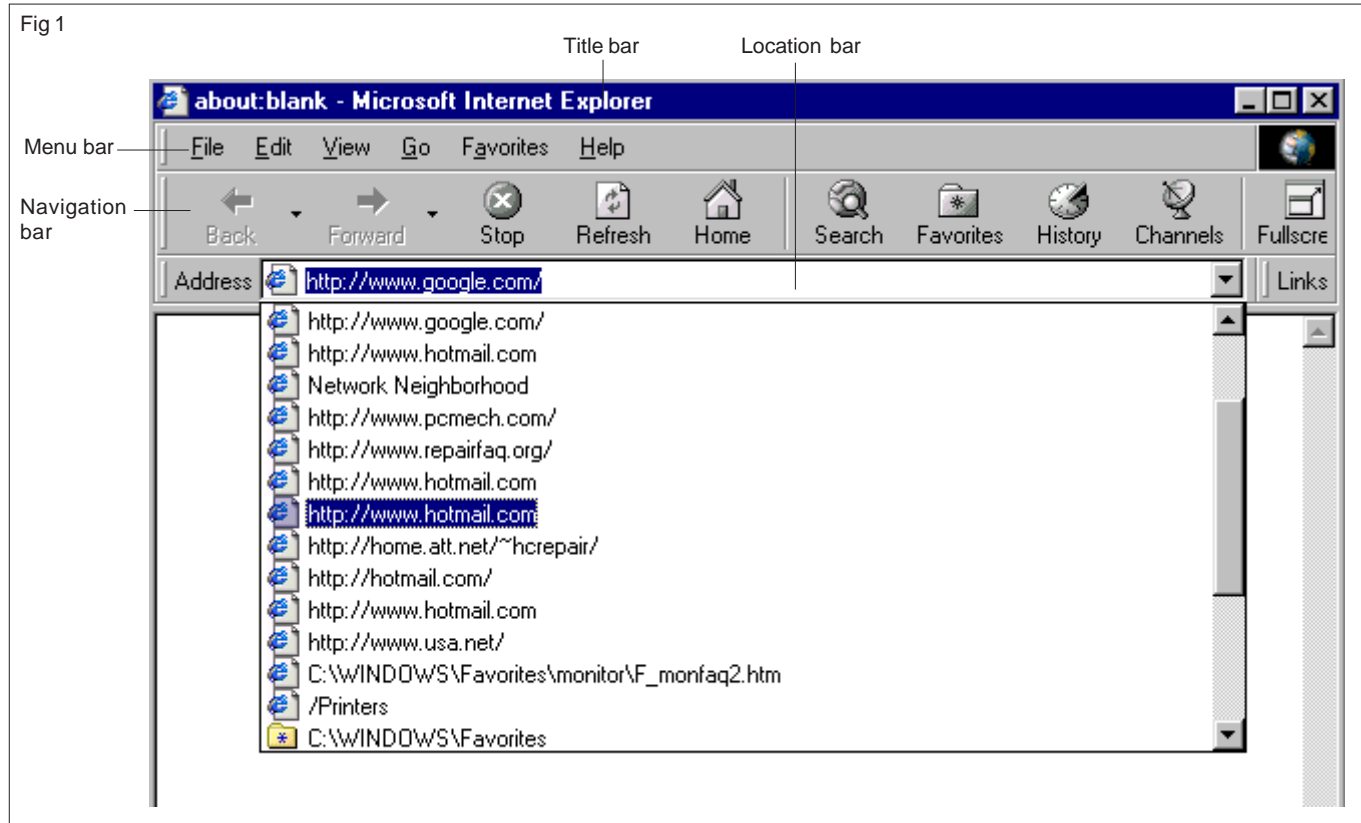 Fig 1
Title bar
Location bar
about:blank - Microsoft Internet Explorer
Menu bar
File Edit View Go Favorites Help
Navigation
bar
Back Forward Stop Refresh Home Search Favorites History Channels Fullscre
Address http://www.google.com/ Links
http://www.google.com/
http://www.hotmail.com
Network Neighborhood
http://www.pcmech.com/
http://www.repairfaq.org/
http://www.hotmail.com
http://www.hotmail.com
http://home.att.net/~hcrepair/
http://hotmail.com/
http://www.hotmail.com
http://www.usa.net/
C:\WINDOWS\Favorites\monitor\F_monfaq2.htm
/Printers
C:\WINDOWS\Favorites